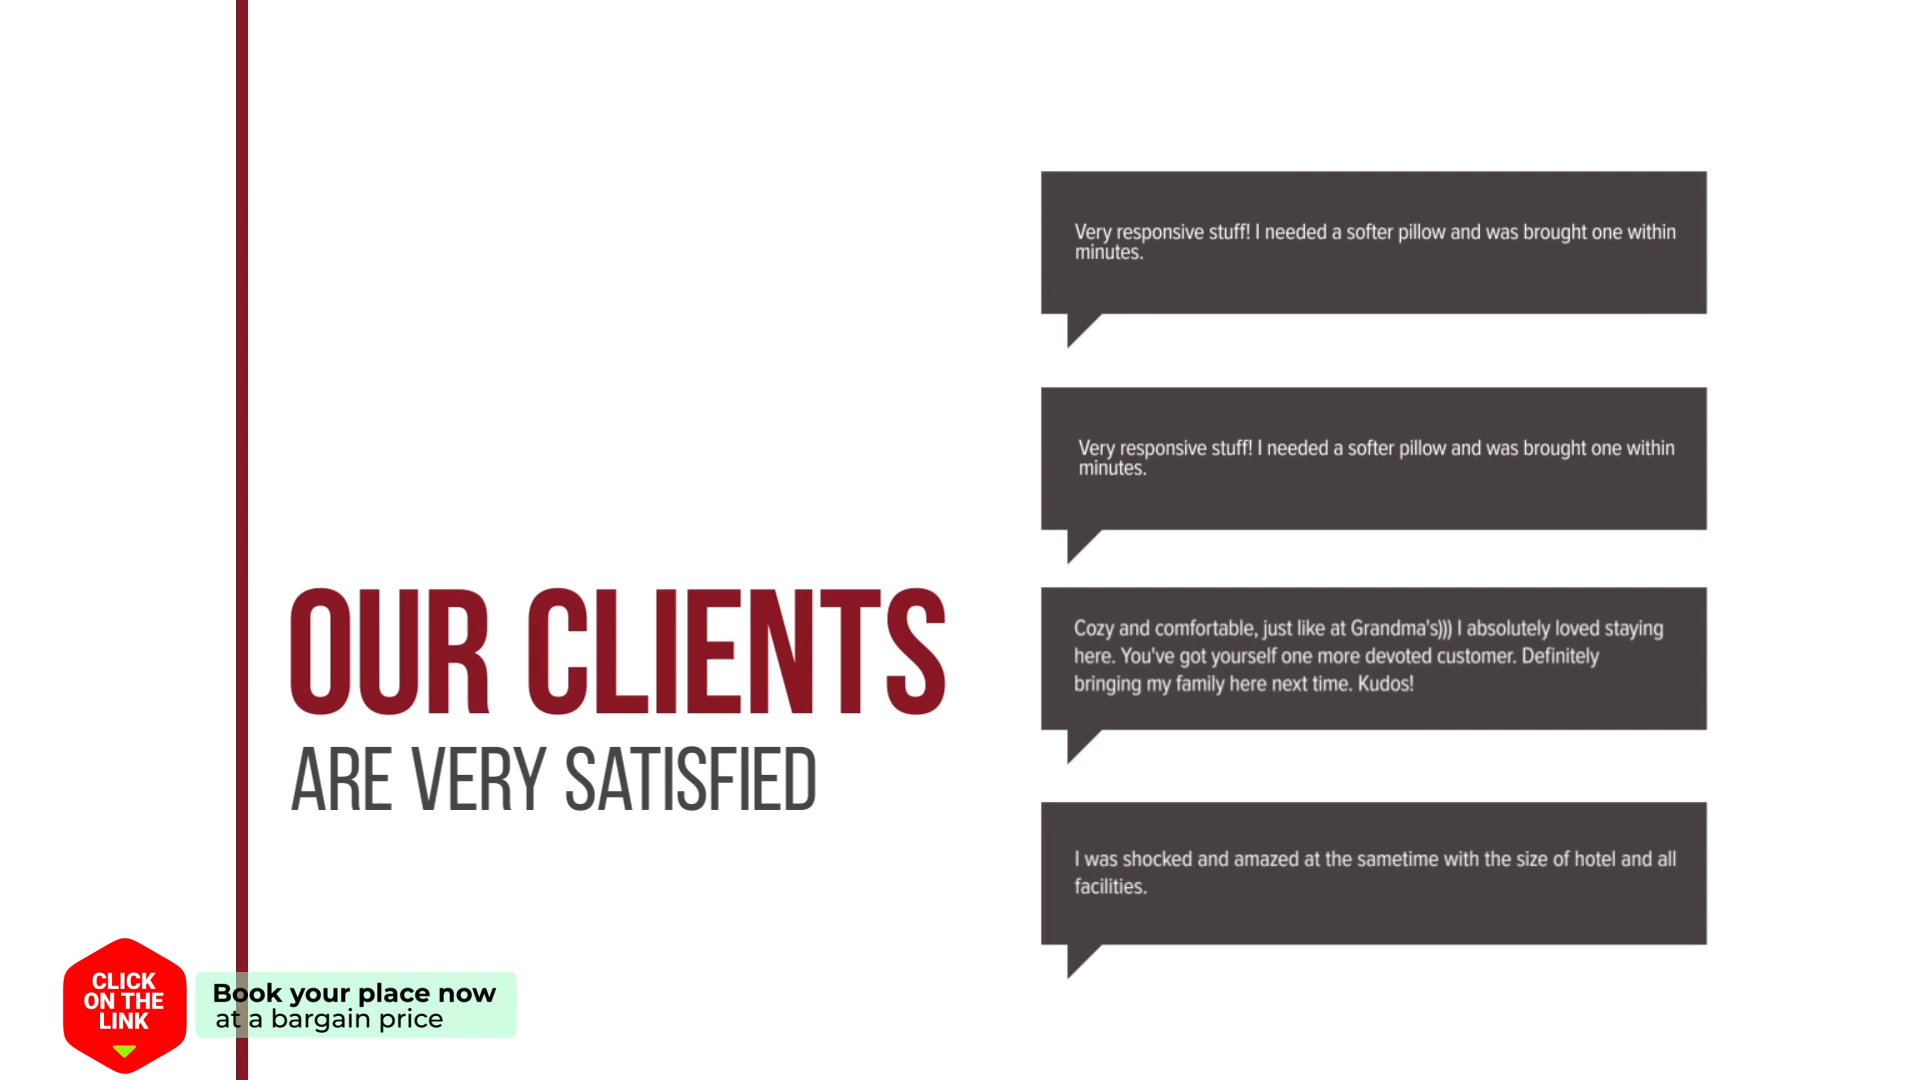 Very responsive stuff! I needed a softer pillow and was brought one within
minutes.
Very responsive stuff! I needed a softer pillow and was brought one within
minutes.
OUR CLIENTS
ARE VERY SATISFIED
Cozy and comfortable, just like at Grandma's))) I absolutely loved staying
here. You've got yourself one more devoted customer. Definitely
bringing my family here next time. Kudos!
I was shocked and amazed at the sametime with the size of hotel and all
facilities.
CLICK
ON THE
LINK
Book your place now
at a bargain price